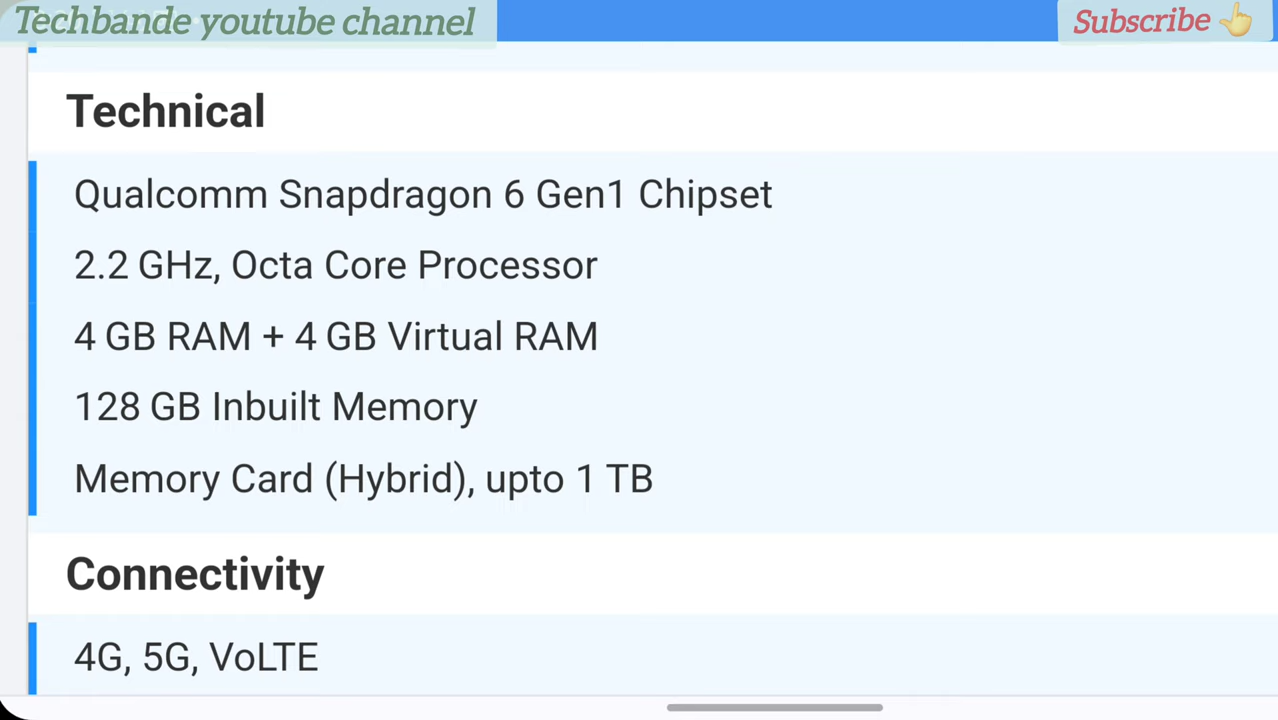 Techbande youtube channel
Subscribe
Technical
Qualcomm Snapdragon 6 Gen1 Chipset
2.2 GHz, Octa Core Processor
4 GB RAM + 4 GB Virtual RAM
128 GB Inbuilt Memory
Memory Card (Hybrid), upto 1 TB
Connectivity
4G, 5G, VoLTE